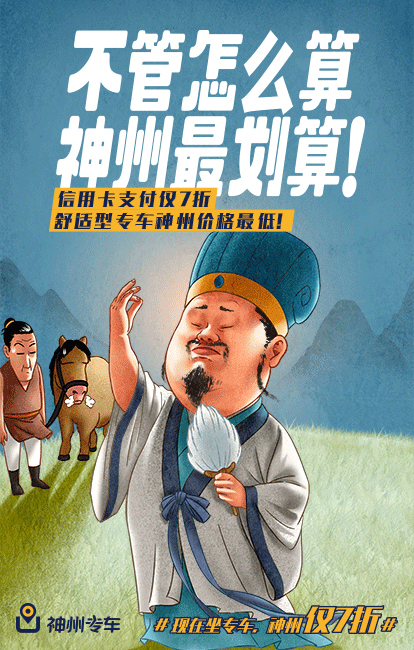 不管怎么算
神州最划算!
信用卡支付仅7折
舒适型专车神州价格最低!
神州专车
#现在坐专车,神州仅7折#